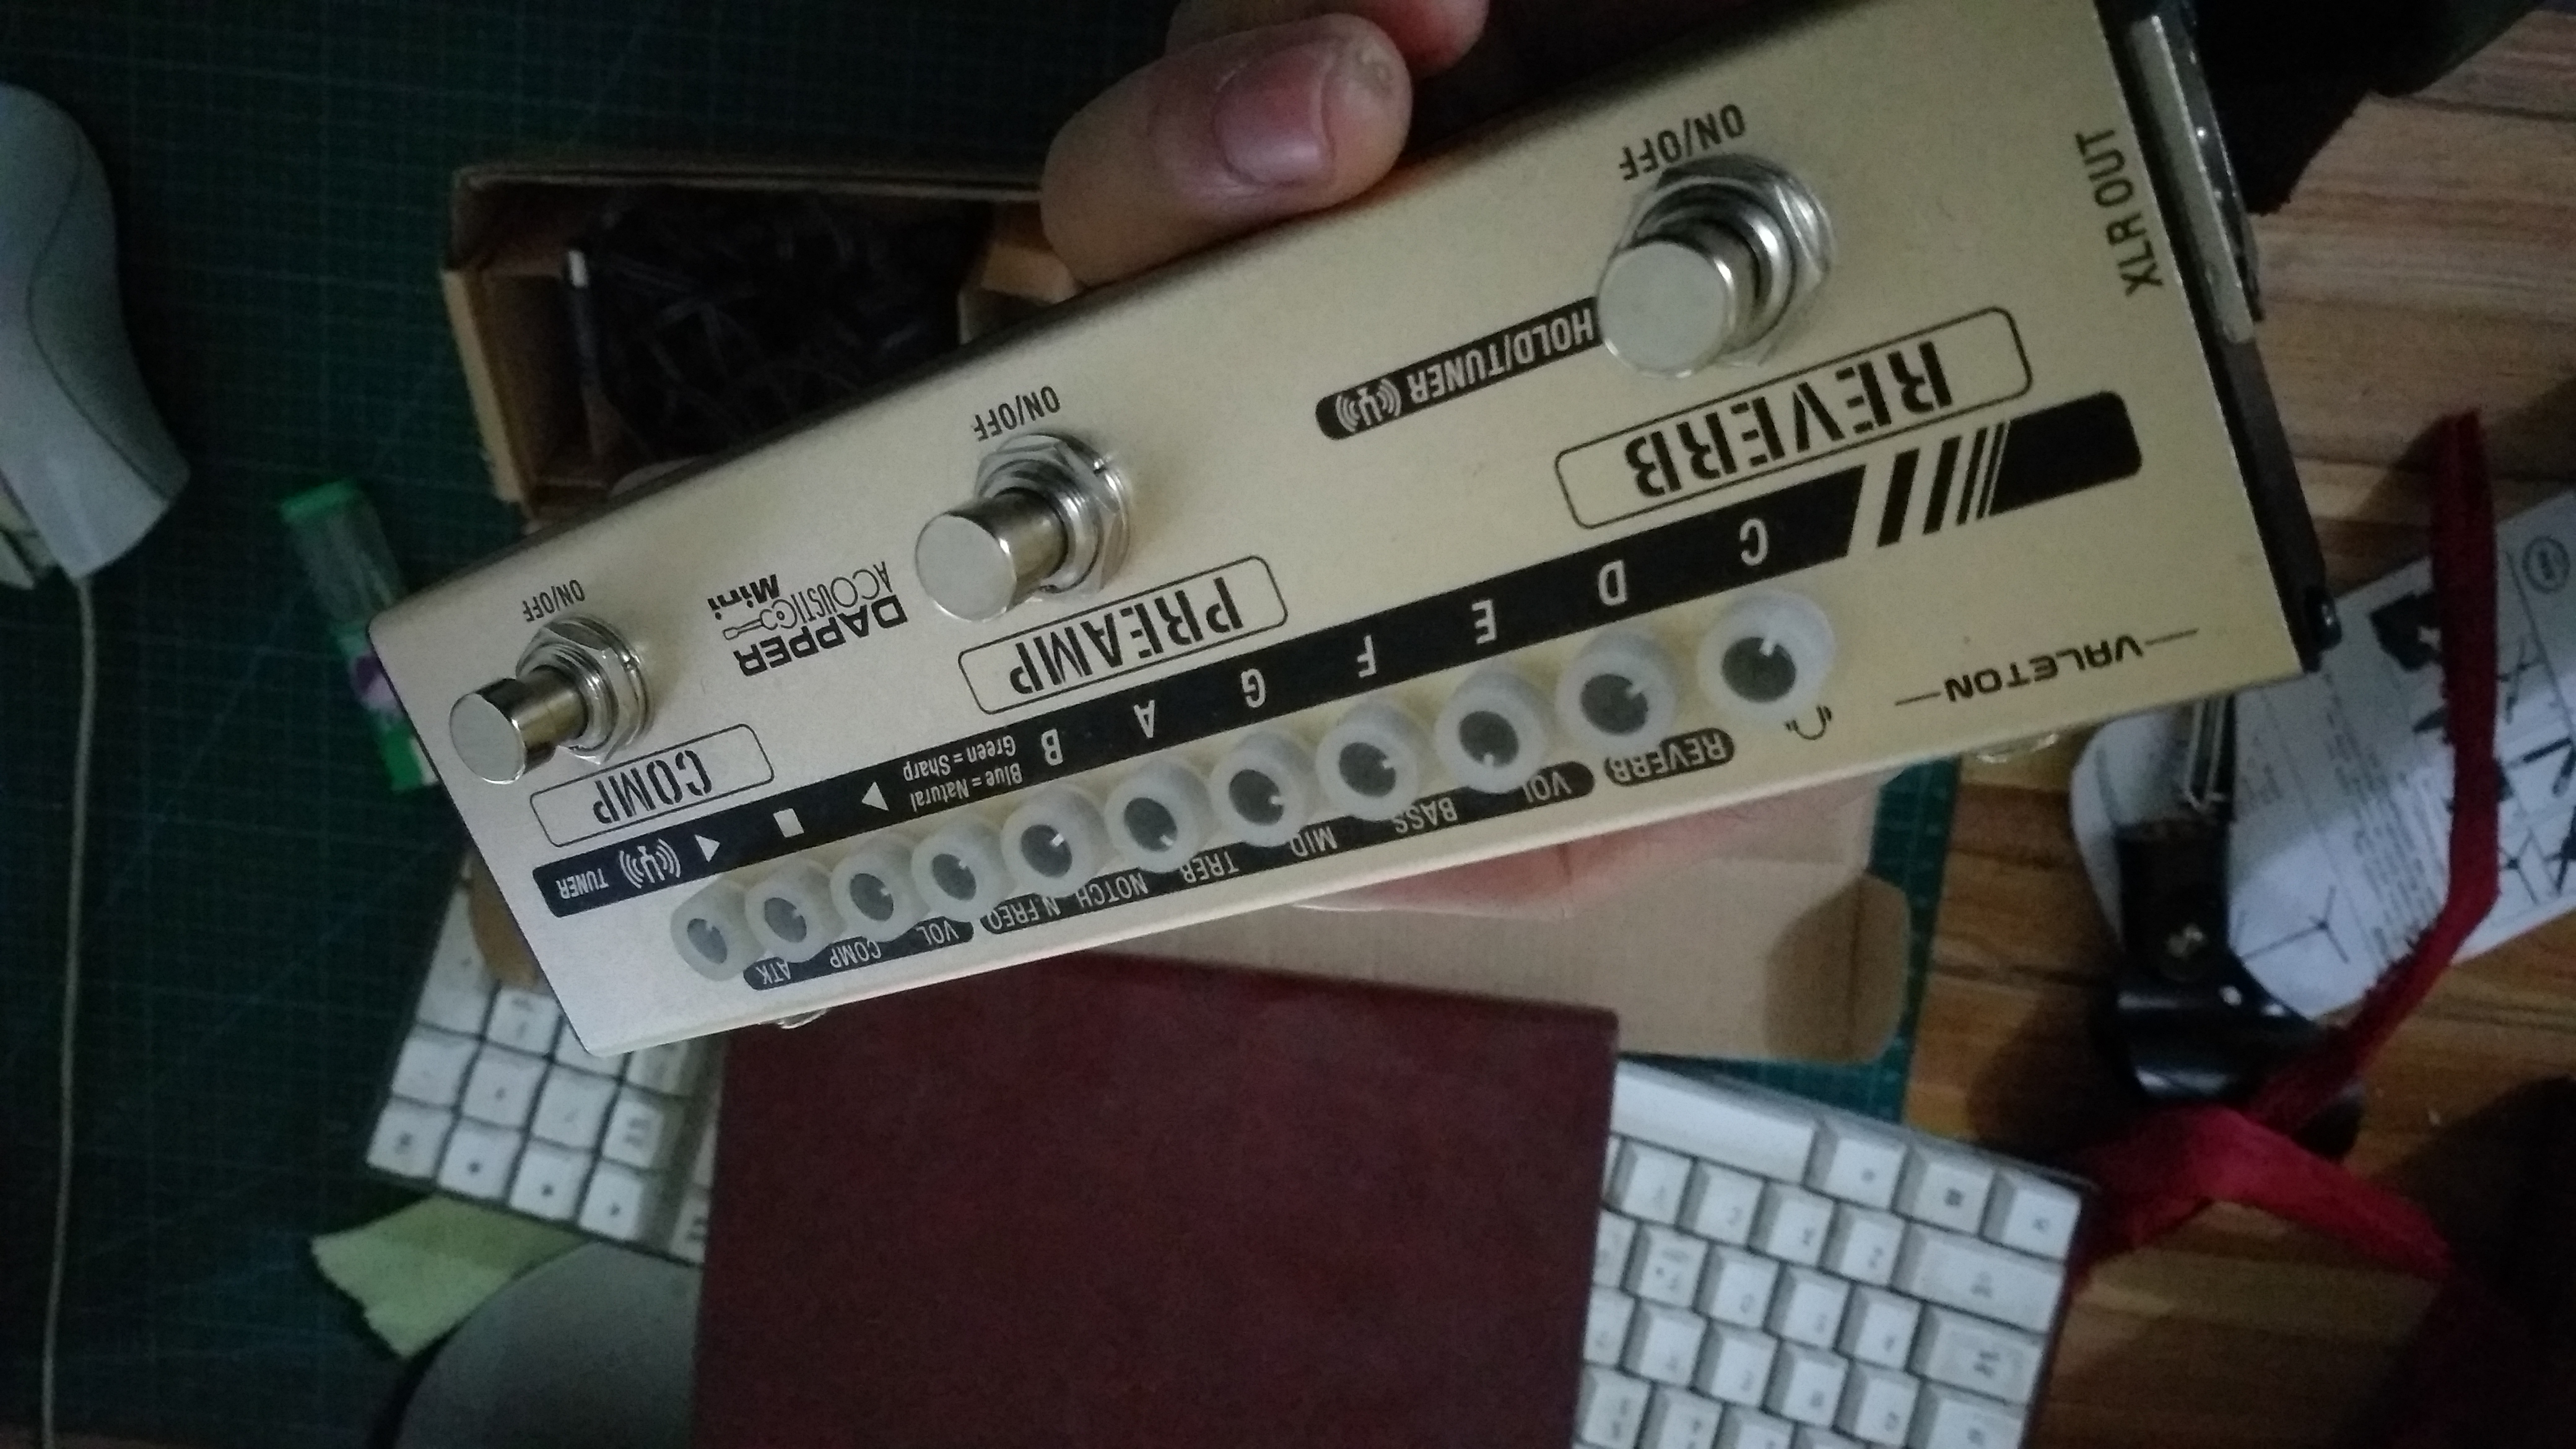 VALETON
REVERB
VOL
BASS
MID
TREB
NOTCH
N.FREQ
VOL
COMP
ATK
C
D
E
F
G
A
B
Blue = Natural
Green = Sharp
TUNER
REVERB
PREAMP
COMP
HOLD/TUNER
DAPPER
ACOUSTIC
Mini
ON/OFF
ON/OFF
ON/OFF
XLR OUT